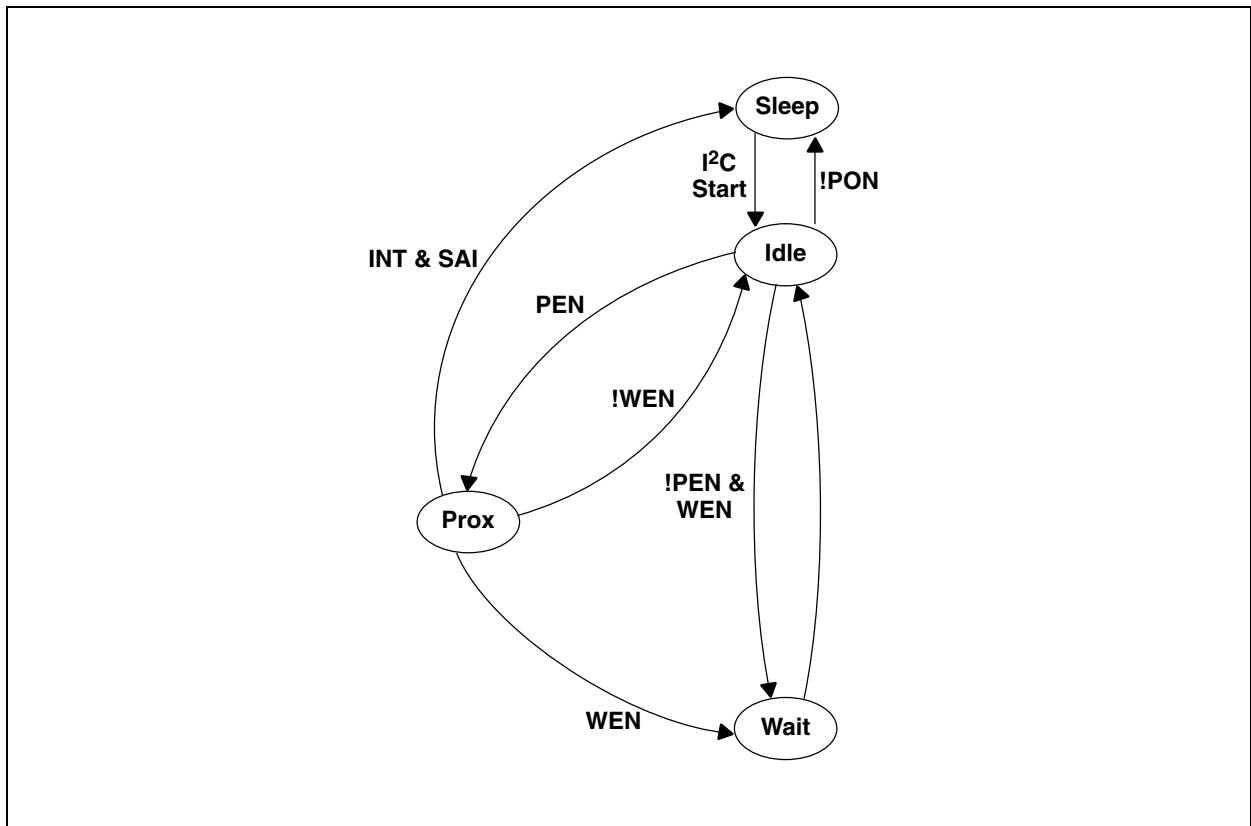 Sleep
I²C
Start
!PON
Idle
INT & SAI
PEN
!WEN
!PEN &
WEN
Prox
WEN
Wait